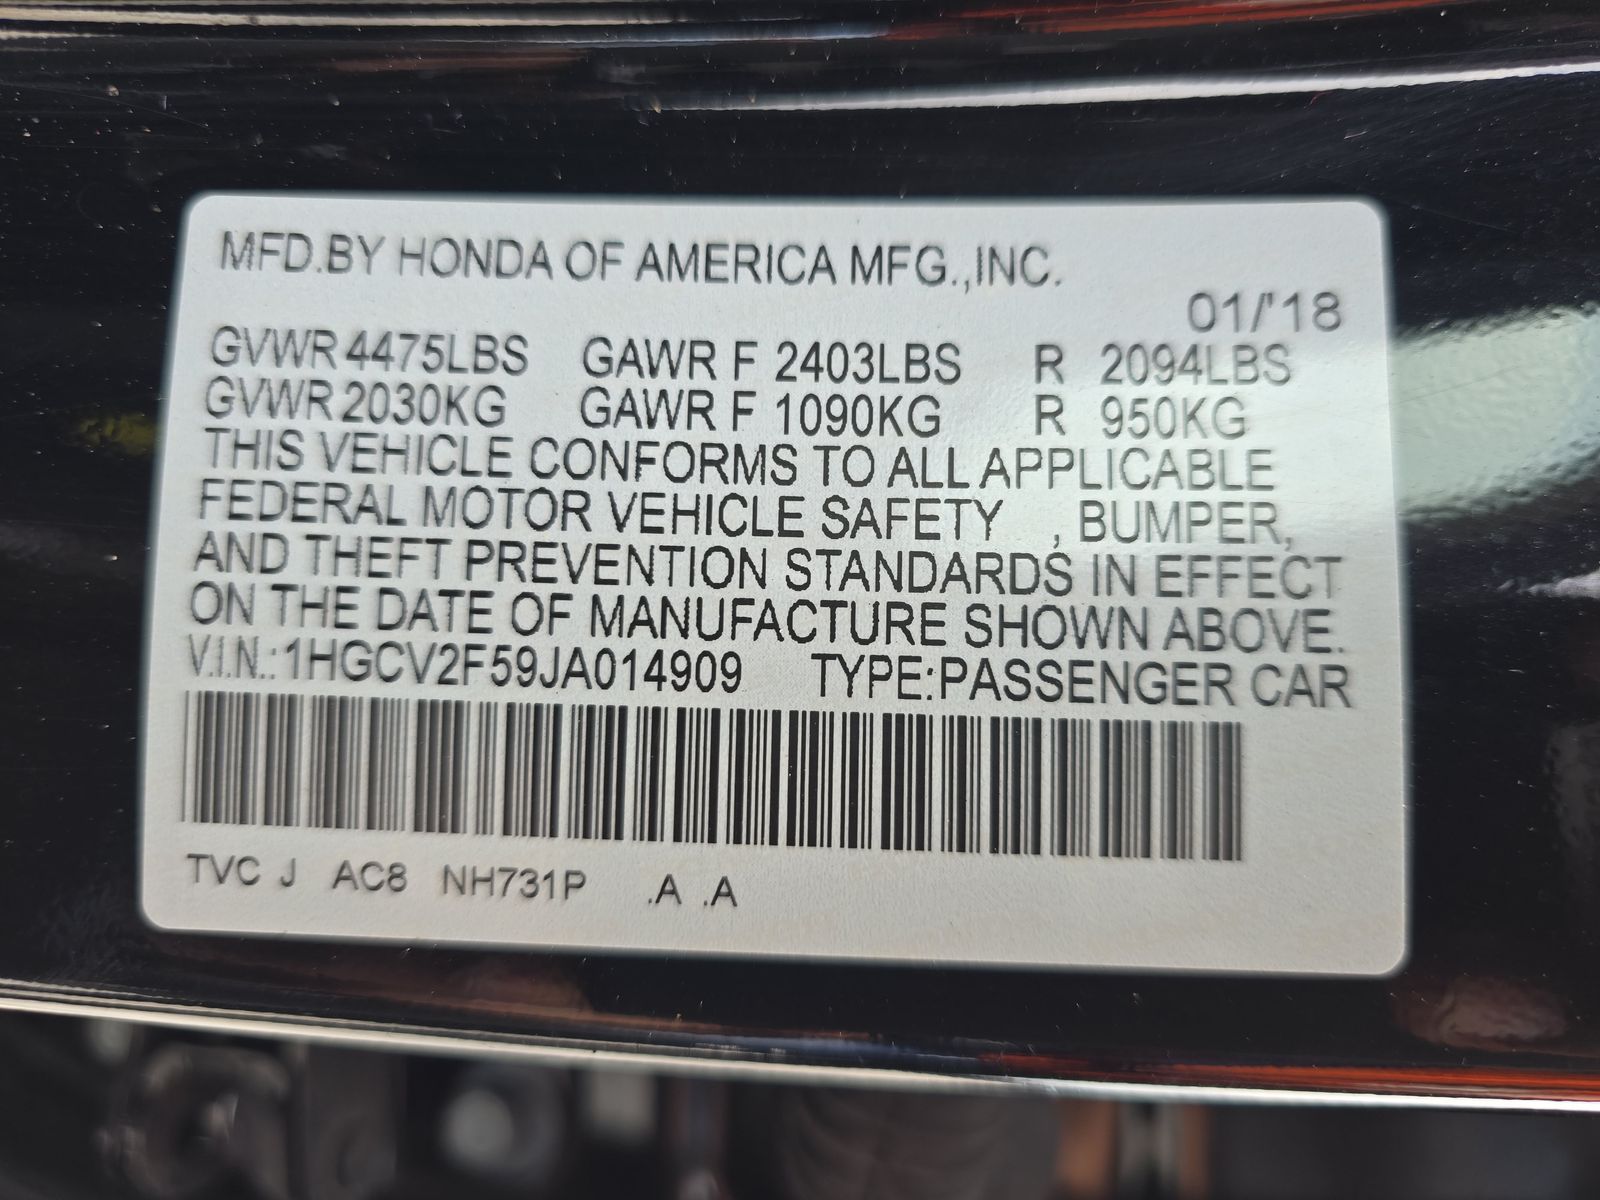 MFD.BY HONDA OF AMERICA MFG.,INC.
01/'18
GVWR 4475LBS GAWR F 2403LBS R 2094LBS
GVWR 2030KG GAWR F 1090KG R 950KG
THIS VEHICLE CONFORMS TO ALL APPLICABLE
FEDERAL MOTOR VEHICLE SAFETY , BUMPER,
AND THEFT PREVENTION STANDARDS IN EFFECT
ON THE DATE OF MANUFACTURE SHOWN ABOVE.
V.I.N.:1HGCV2F59JA014909 TYPE:PASSENGER CAR
TVC J AC8 NH731P .A .A